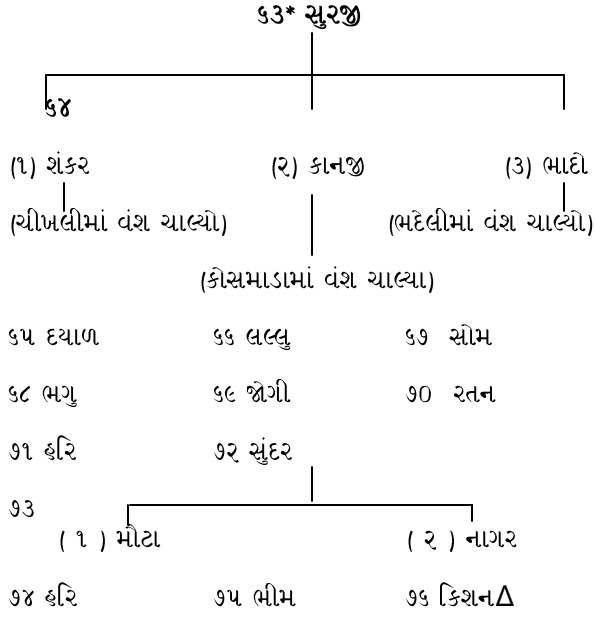 ૬૩* સુરજી
૬૪
(૧) શંકર (૨) કાનજી (૩) ભાદો
(ચીખલીમાં વંશ ચાલ્યો) (ભદેલીમાં વંશ ચાલ્યો)
(કોસમાડામાં વંશ ચાલ્યા)
૬૫ દયાળ ૬૬ લલ્લુ ૬૭ સોમ
૬૮ ભગુ ૬૯ જોગી ૭૦ રતન
૭૧ હરિ ૭૨ સુંદર
૭૩
( ૧ ) મોટા ( ૨ ) નાગર
૭૪ હરિ ૭૫ ભીમ ૭૬ કિશન∆